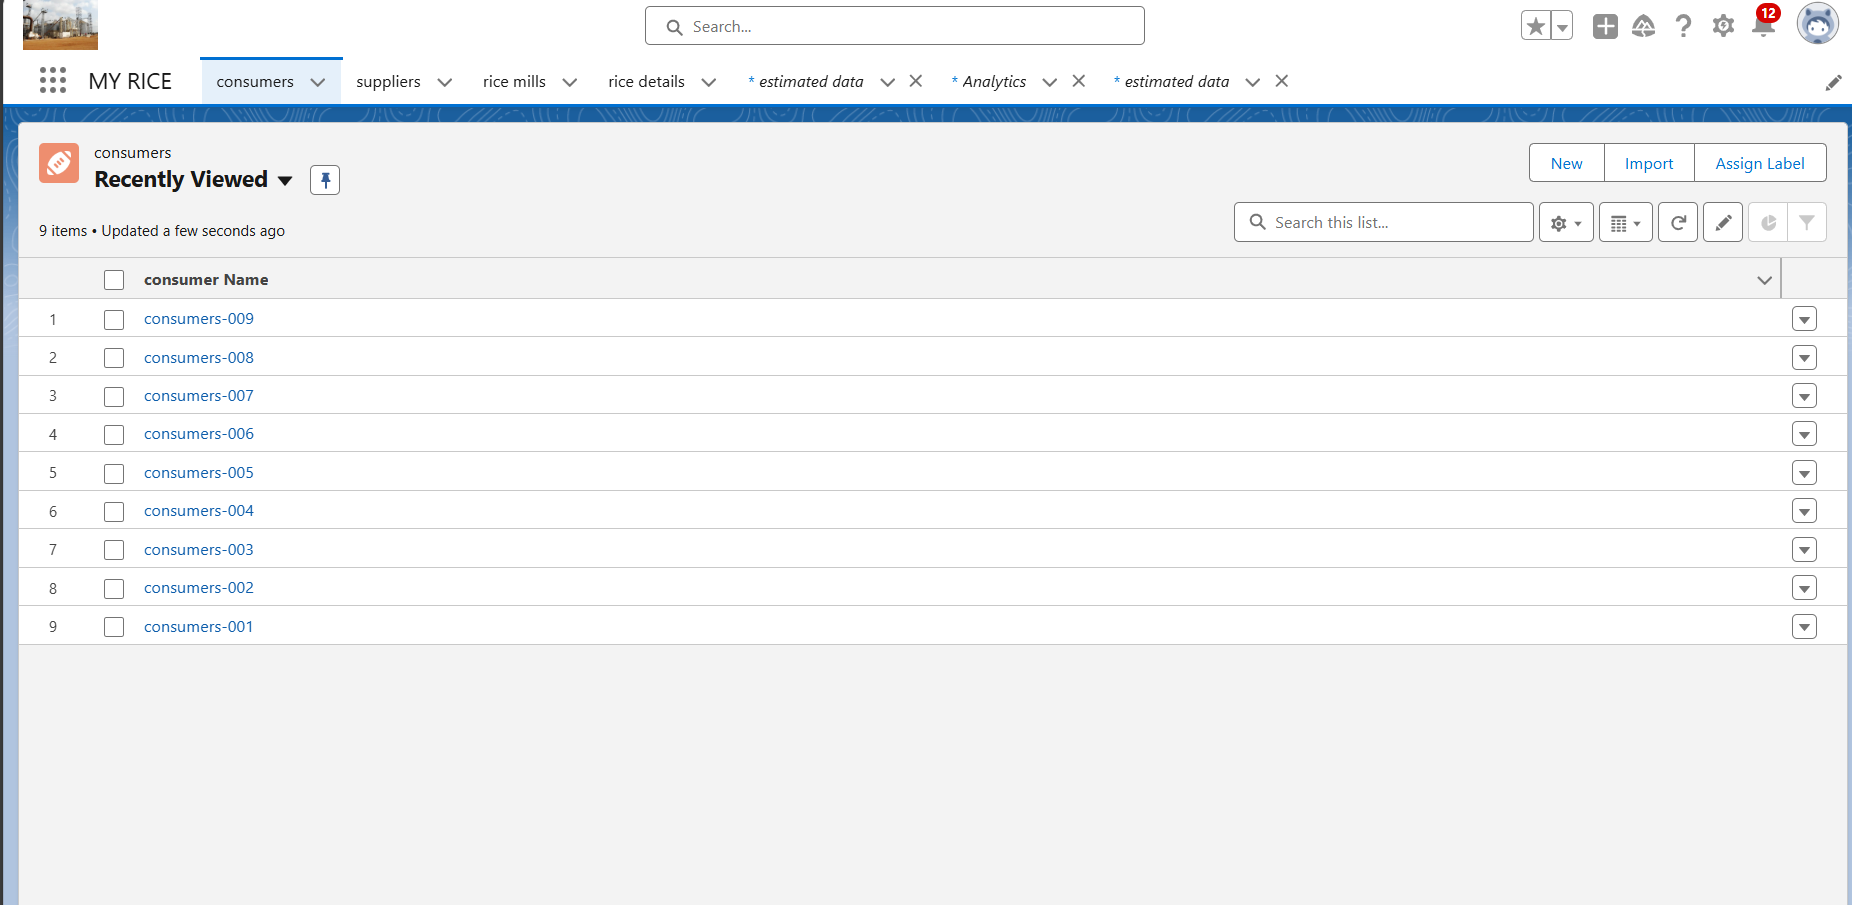 Search...
12
MY RICE
consumers
suppliers
rice mills
rice details
* estimated data
* Analytics
* estimated data
consumers
Recently Viewed
New
Import
Assign Label
9 items • Updated a few seconds ago
Search this list...
consumer Name
1 consumers-009
2 consumers-008
3 consumers-007
4 consumers-006
5 consumers-005
6 consumers-004
7 consumers-003
8 consumers-002
9 consumers-001